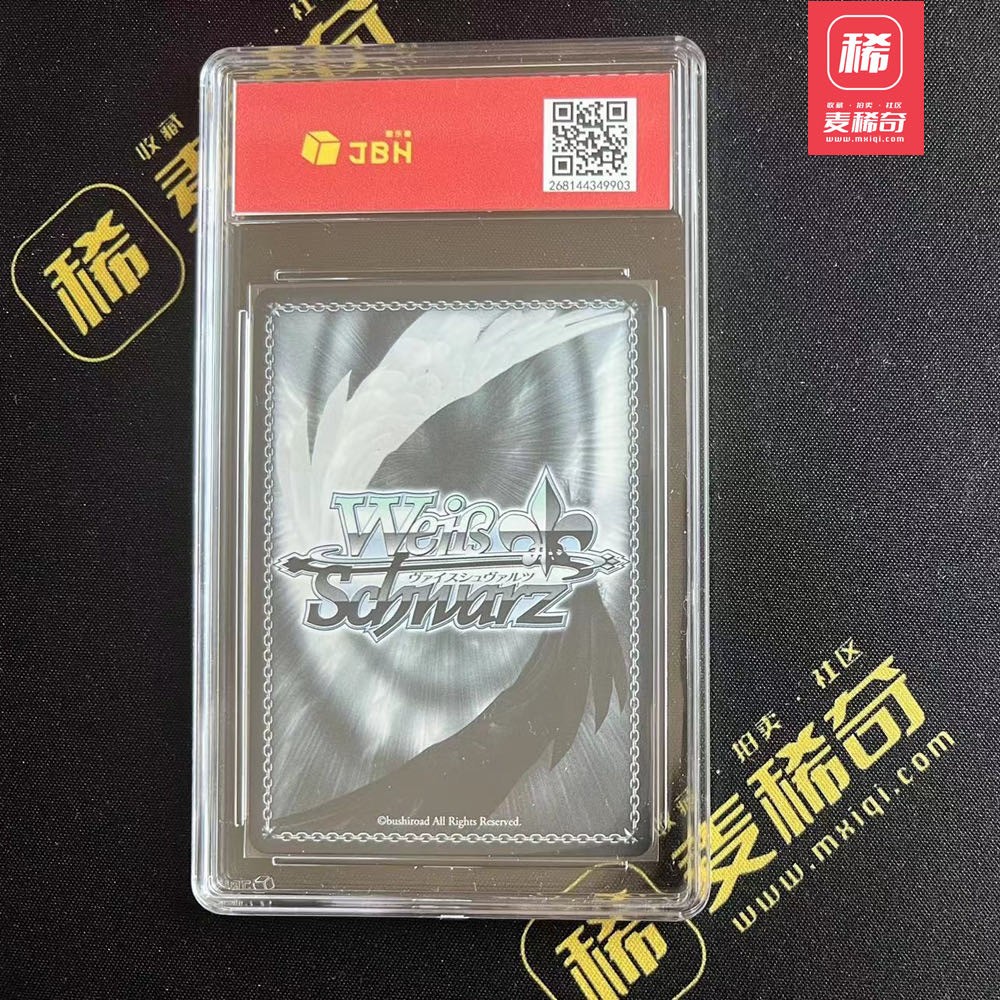 稀
收藏·拍卖·社区
麦稀奇
www.mxiqi.com
JBH
268144349903
收藏
稀
Weiß
ヴァイスシュヴァルツ
Schwarz
©bushiroad All Rights Reserved.
拍卖·社区
麦稀奇
www.mxiqi.com
稀